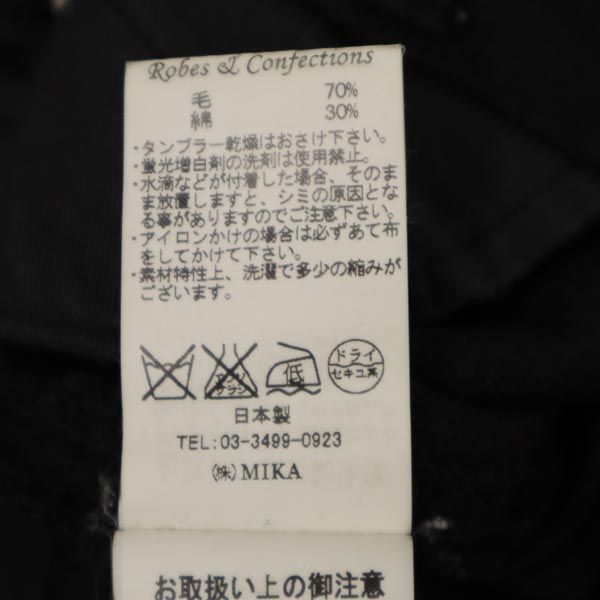 Robes & Confections
毛 70%
綿 30%
・タンブラー乾燥はおさけ下さい。
・蛍光増白剤の洗剤は使用禁止。
・水滴などが付着した場合、そのま
ま放置しますと、シミの原因とな
る事がありますのでご注意下さい。
・アイロンかけの場合は必ずあて布
をしてかけて下さい。
・素材特性上、洗濯で多少の縮みが
ございます。
エンソ サラシ 低 ドライ セキユ系
日本製
TEL:03-3499-0923
(株) MIKA
お取扱い上の御注意